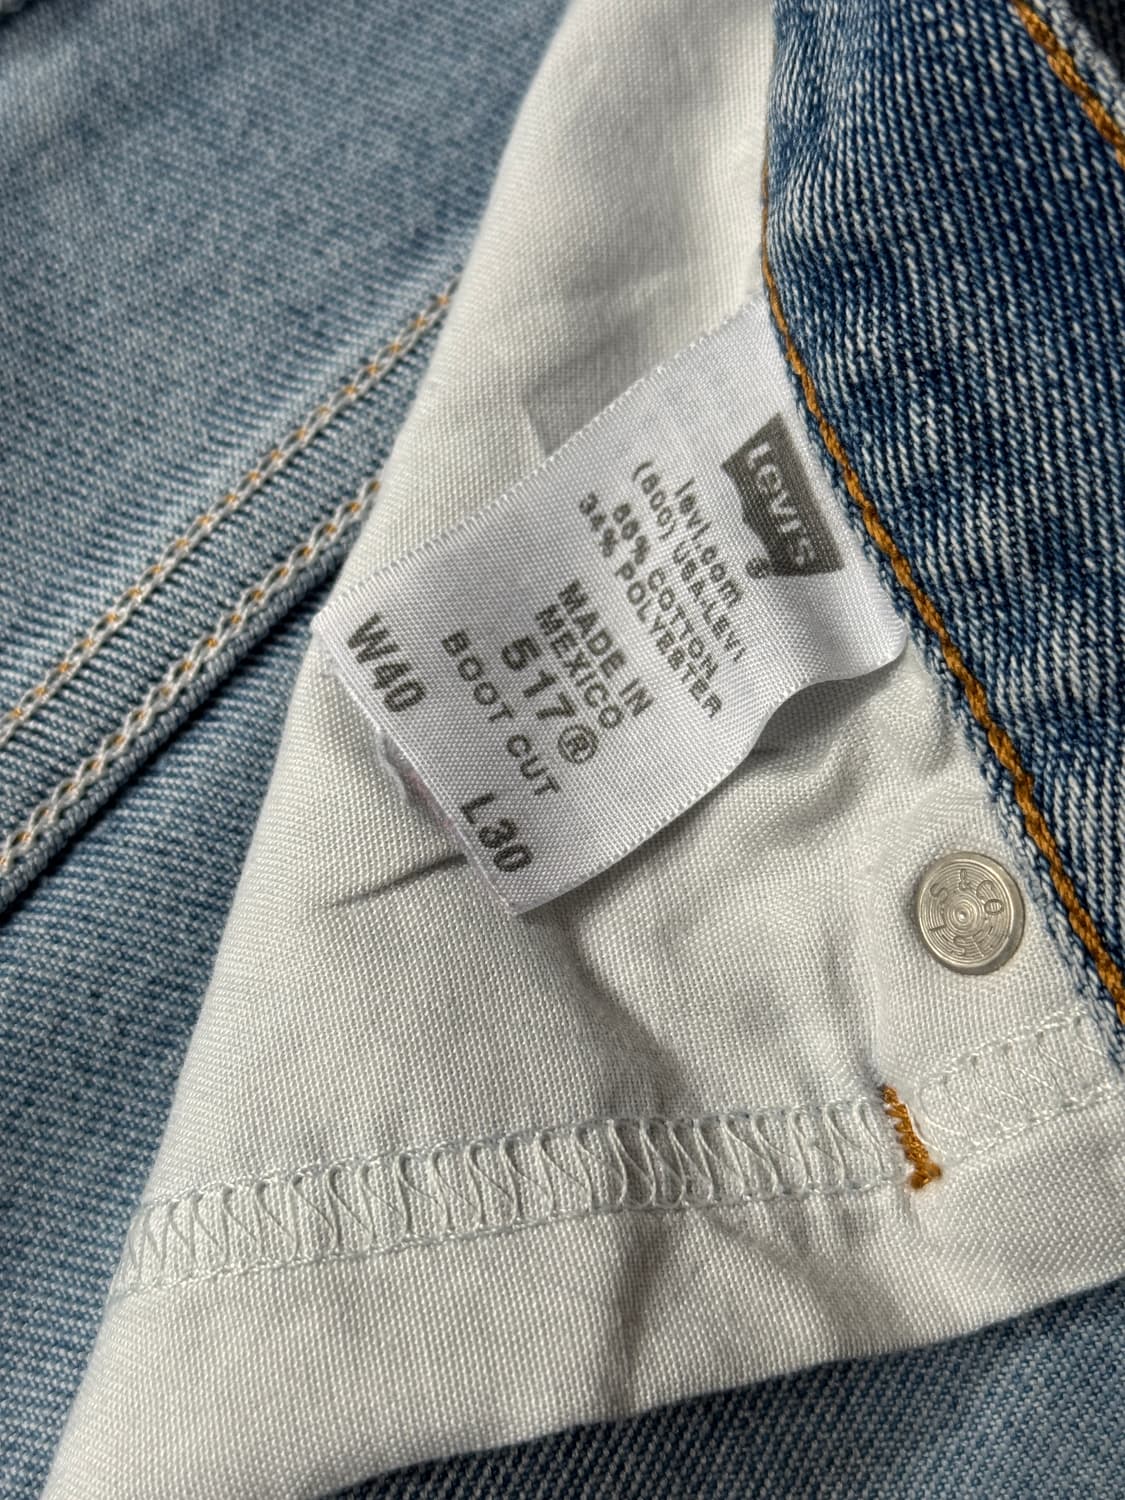 Levi's®
levi.com
(800) USA-LEVI
66% COTTON
34% POLYESTER
MADE IN
MEXICO
517®
BOOT CUT
W40 L30